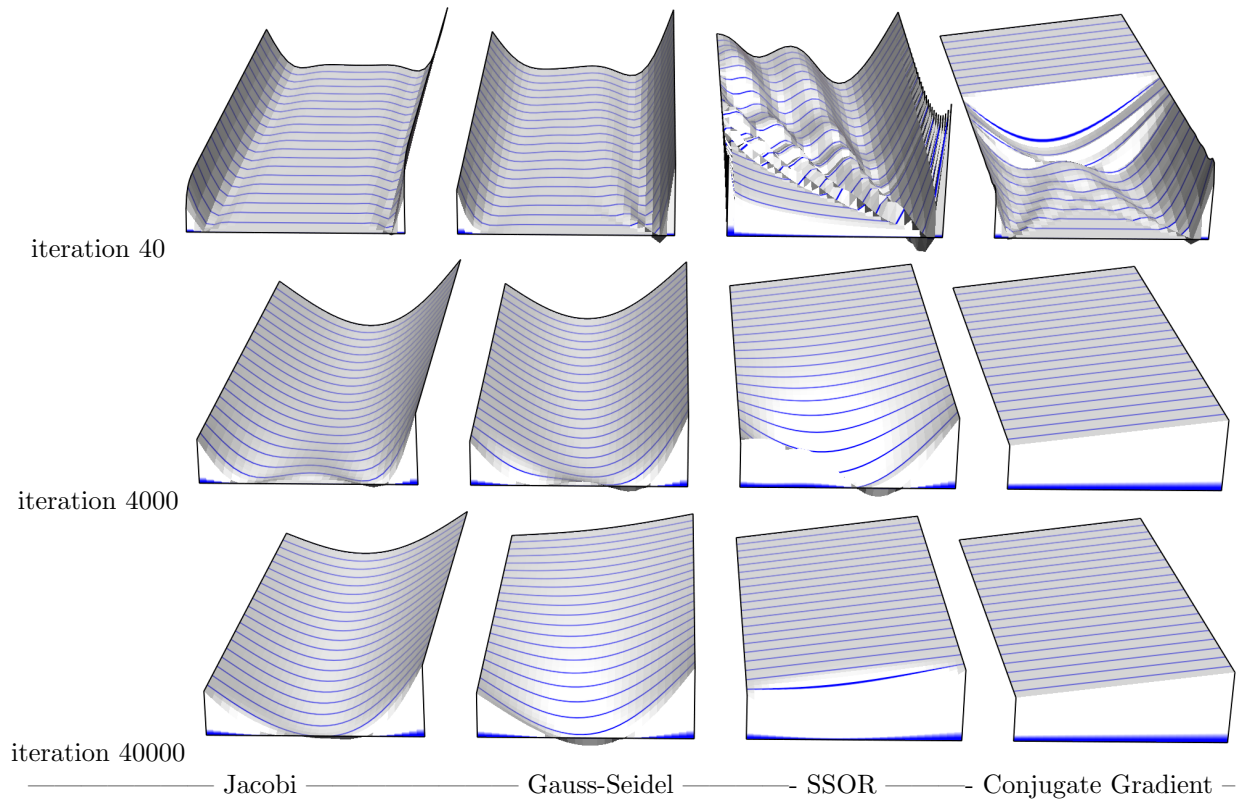 iteration 40
iteration 4000
iteration 40000
Jacobi Gauss-Seidel - SSOR - Conjugate Gradient